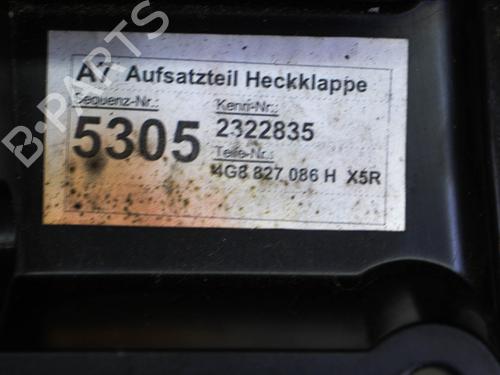 A7 Aufsatzteil Heckklappe
Sequenz-Nr.:
Kenn-Nr.:
5305
2322835
Teile-Nr.:
4G8 827 086 H X5R
B-PARTS